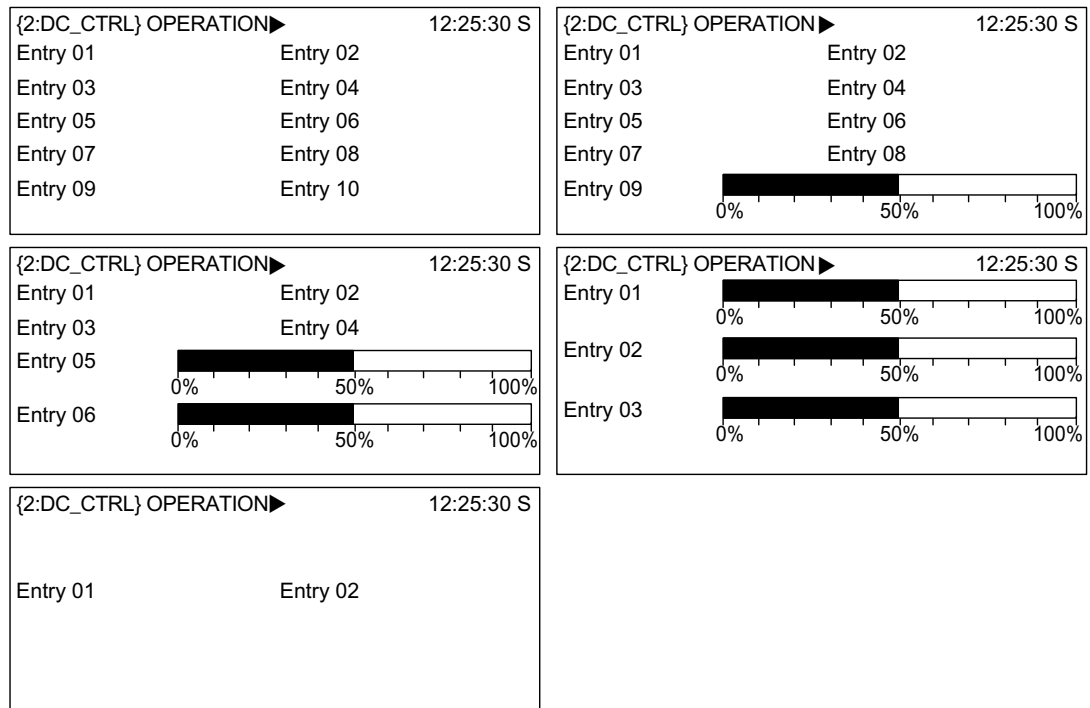 {2:DC_CTRL} OPERATION▶ 12:25:30 S
Entry 01 Entry 02
Entry 03 Entry 04
Entry 05 Entry 06
Entry 07 Entry 08
Entry 09 Entry 10
{2:DC_CTRL} OPERATION▶ 12:25:30 S
Entry 01 Entry 02
Entry 03 Entry 04
Entry 05 Entry 06
Entry 07 Entry 08
Entry 09
0% 50% 100%
{2:DC_CTRL} OPERATION▶ 12:25:30 S
Entry 01 Entry 02
Entry 03 Entry 04
Entry 05
0% 50% 100%
Entry 06
0% 50% 100%
{2:DC_CTRL} OPERATION▶ 12:25:30 S
Entry 01
0% 50% 100%
Entry 02
0% 50% 100%
Entry 03
0% 50% 100%
{2:DC_CTRL} OPERATION▶ 12:25:30 S
Entry 01 Entry 02